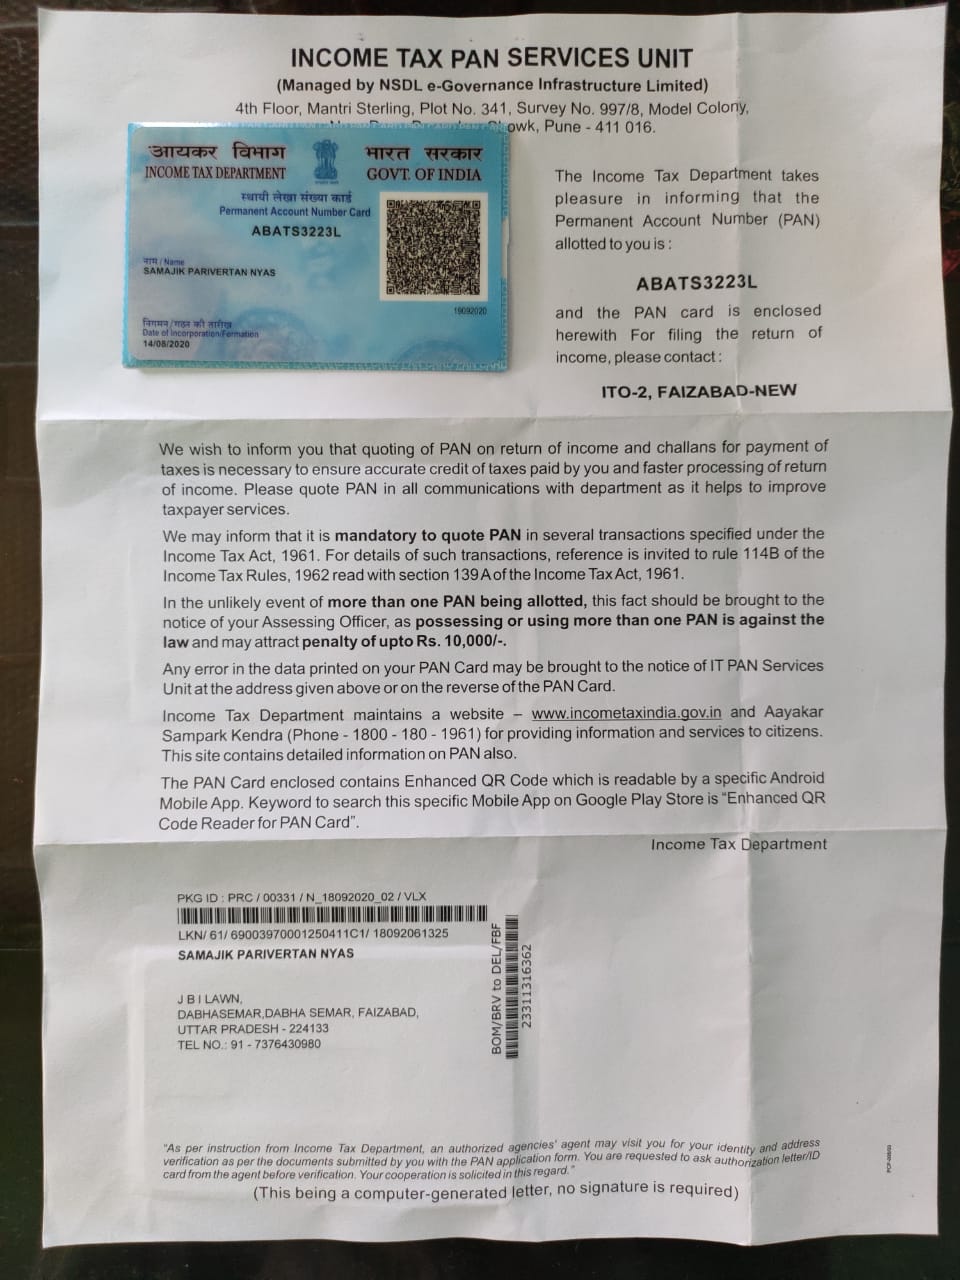 INCOME TAX PAN SERVICES UNIT
(Managed by NSDL e-Governance Infrastructure Limited)
4th Floor, Mantri Sterling, Plot No. 341, Survey No. 997/8, Model Colony,
Pune - 411 016.
आयकर विभाग
INCOME TAX DEPARTMENT
भारत सरकार
GOVT. OF INDIA
स्थायी लेखा संख्या कार्ड
Permanent Account Number Card
ABATS3223L
नाम / Name
SAMAJIK PARIVERTAN NYAS
19092020
निगमन/गठन की तारीख
Date of Incorporation/Formation
14/08/2020
The Income Tax Department takes
pleasure in informing that the
Permanent Account Number (PAN)
allotted to you is :
ABATS3223L
and the PAN card is enclosed
herewith For filing the return of
income, please contact :
ITO-2, FAIZABAD-NEW
We wish to inform you that quoting of PAN on return of income and challans for payment of
taxes is necessary to ensure accurate credit of taxes paid by you and faster processing of return
of income. Please quote PAN in all communications with department as it helps to improve
taxpayer services.
We may inform that it is mandatory to quote PAN in several transactions specified under the
Income Tax Act, 1961. For details of such transactions, reference is invited to rule 114B of the
Income Tax Rules, 1962 read with section 139A of the Income Tax Act, 1961.
In the unlikely event of more than one PAN being allotted, this fact should be brought to the
notice of your Assessing Officer, as possessing or using more than one PAN is against the
law and may attract penalty of upto Rs. 10,000/-.
Any error in the data printed on your PAN Card may be brought to the notice of IT PAN Services
Unit at the address given above or on the reverse of the PAN Card.
Income Tax Department maintains a website – www.incometaxindia.gov.in and Aayakar
Sampark Kendra (Phone - 1800 - 180 - 1961) for providing information and services to citizens.
This site contains detailed information on PAN also.
The PAN Card enclosed contains Enhanced QR Code which is readable by a specific Android
Mobile App. Keyword to search this specific Mobile App on Google Play Store is “Enhanced QR
Code Reader for PAN Card”.
Income Tax Department
PKG ID : PRC / 00331 / N_18092020_02 / VLX
LKN/ 61/ 69003970001250411C1/ 18092061325
SAMAJIK PARIVERTAN NYAS
J B I LAWN,
DABHASEMAR,DABHA SEMAR, FAIZABAD,
UTTAR PRADESH - 224133
TEL NO.: 91 - 7376430980
BOM/BRV to DEL/FBF
23311316362
"As per instruction from Income Tax Department, an authorized agencies' agent may visit you for your identity and address
verification as per the documents submitted by you with the PAN application form. You are requested to ask authorization letter/ID
card from the agent before verification. Your cooperation is solicited in this regard."
(This being a computer-generated letter, no signature is required)